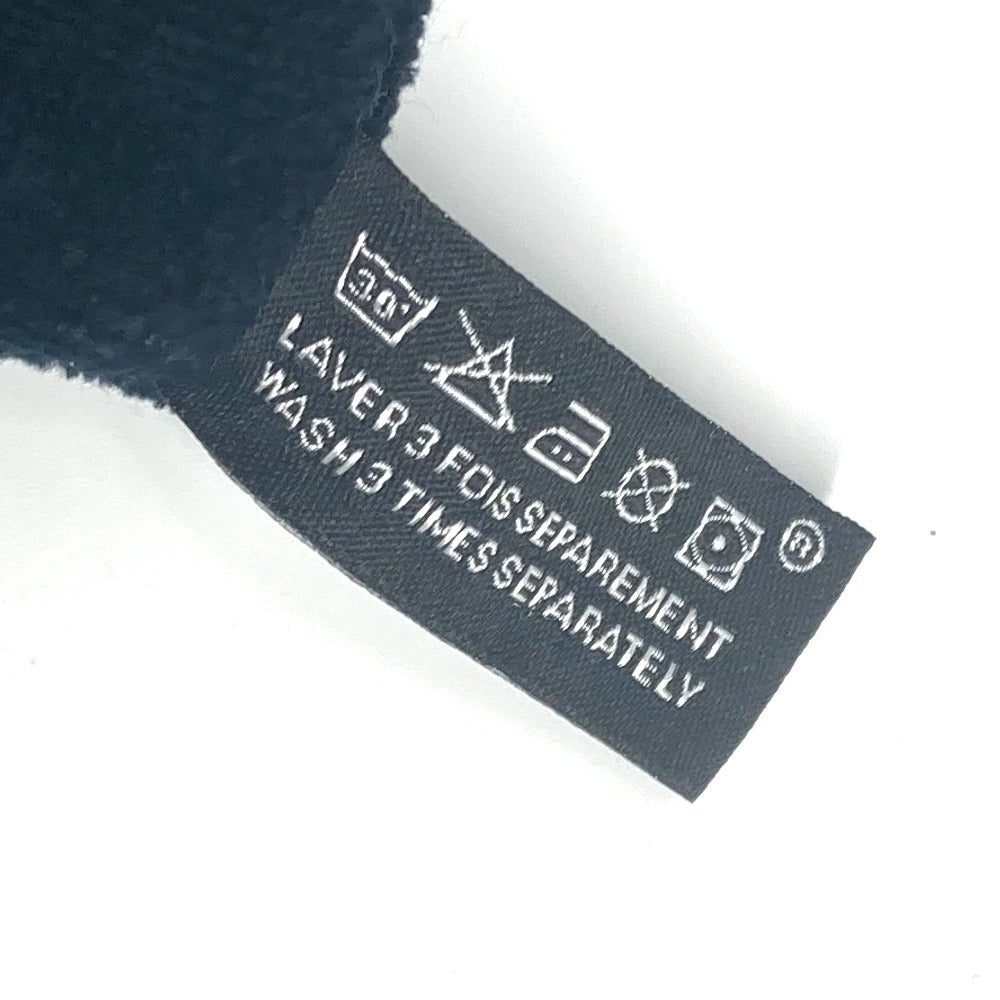 30°
®
LAVER 3 FOIS SEPAREMENT
WASH 3 TIMES SEPARATELY